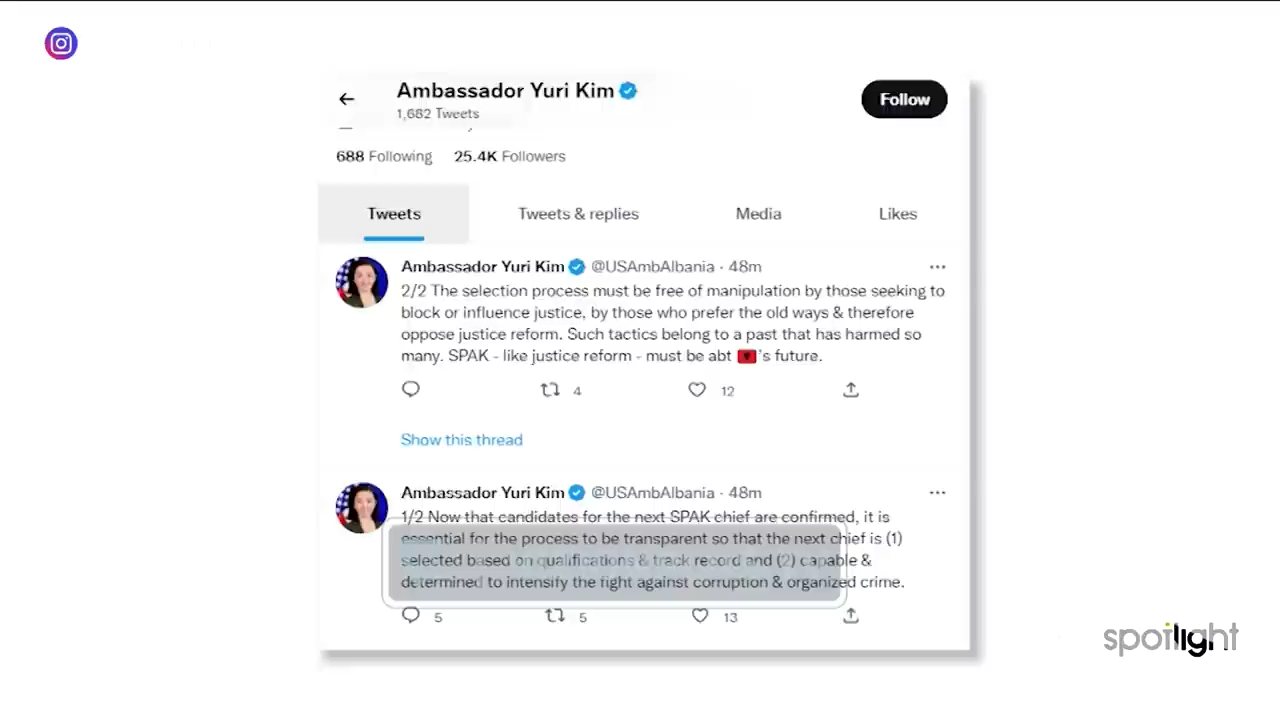 Ambassador Yuri Kim
1,682 Tweets
Follow
688 Following 25.4K Followers
Tweets Tweets & replies Media Likes
Ambassador Yuri Kim @USAmbAlbania · 48m
2/2 The selection process must be free of manipulation by those seeking to
block or influence justice, by those who prefer the old ways & therefore
oppose justice reform. Such tactics belong to a past that has harmed so
many. SPAK - like justice reform - must be abt 🇦🇱's future.
4 12
Show this thread
Ambassador Yuri Kim @USAmbAlbania · 48m
1/2 Now that candidates for the next SPAK chief are confirmed, it is
essential for the process to be transparent so that the next chief is (1)
selected based on qualifications & track record and (2) capable &
determined to intensify the fight against corruption & organized crime.
5 5 13
spotlight